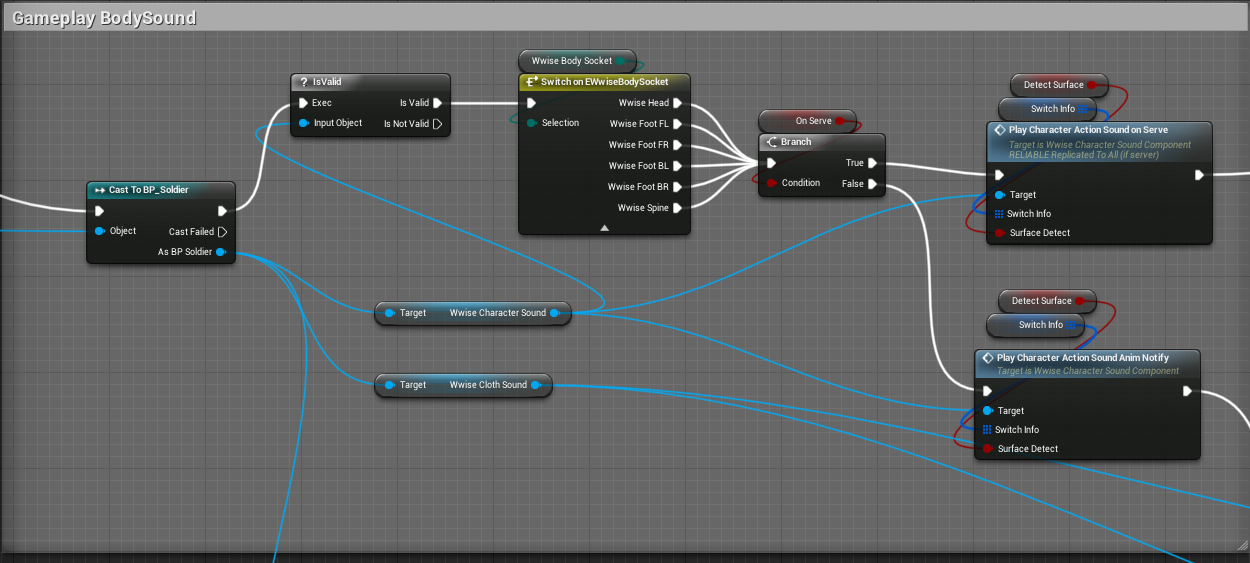 Gameplay BodySound
Wwise Body Socket
? IsValid
Exec
Is Valid
Input Object
Is Not Valid
Switch on EWwiseBodySocket
Selection
Wwise Head
Wwise Foot FL
Wwise Foot FR
Wwise Foot BL
Wwise Foot BR
Wwise Spine
On Serve
Branch
True
Condition
False
Detect Surface
Switch Info
Play Character Action Sound on Serve
Target is Wwise Character Sound Component
RELIABLE Replicated To All (if server)
Target
Switch Info
Surface Detect
Cast To BP_Soldier
Object
Cast Failed
As BP Soldier
Target
Wwise Character Sound
Target
Wwise Cloth Sound
Detect Surface
Switch Info
Play Character Action Sound Anim Notify
Target is Wwise Character Sound Component
Target
Switch Info
Surface Detect